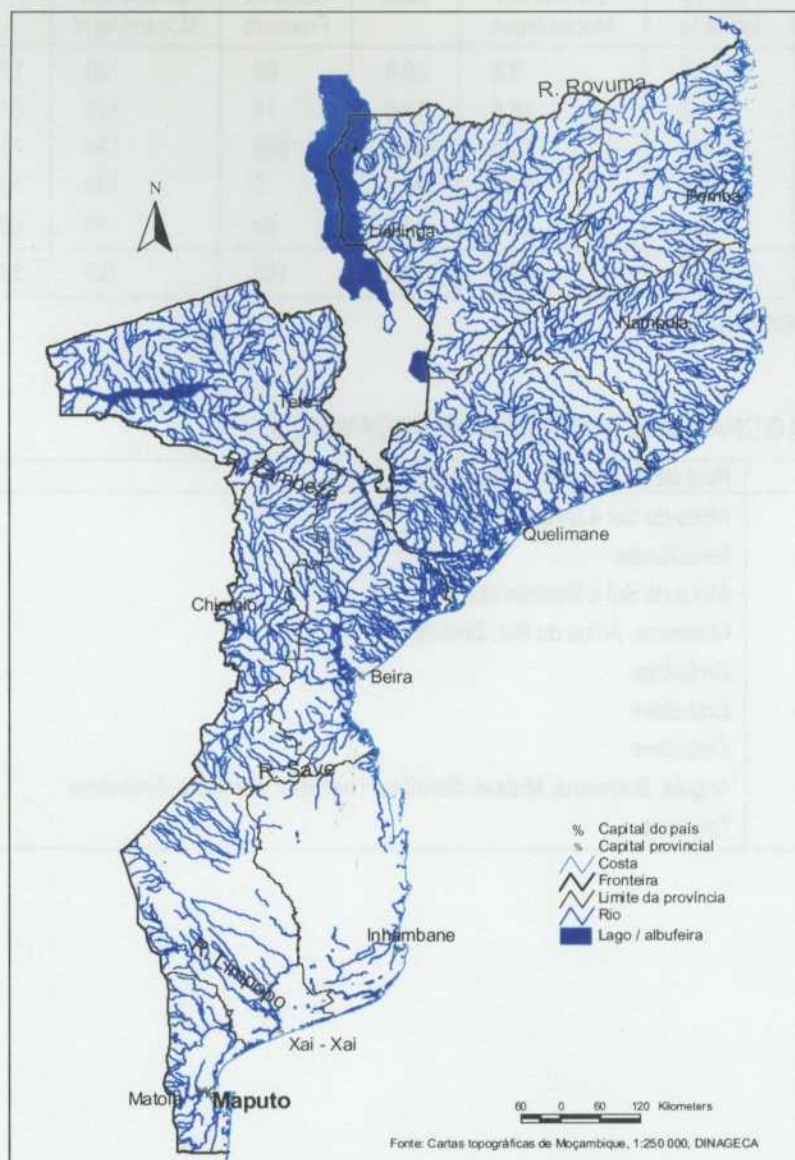 R. Rovuma
N
Pemba
Lichinga
Nampula
Tete
R. Zambeze
Quelimane
Chimoio
Beira
R. Save
% Capital do país
% Capital provincial
Costa
Fronteira
Limite da província
Rio
Lago / albufeira
Inhambane
R. Limpopo
Xai - Xai
Matola
Maputo
60 0 60 120 Kilometers
Fonte: Cartas topográficas de Moçambique, 1:250 000, DINAGECA